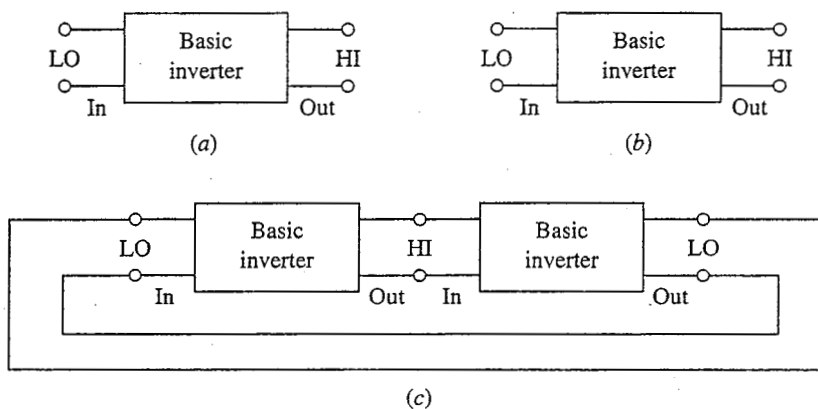 Basic
inverter
LO
HI
In
Out
(a)
Basic
inverter
LO
HI
In
Out
(b)
Basic
inverter
Basic
inverter
LO
HI
LO
In
Out
In
Out
(c)